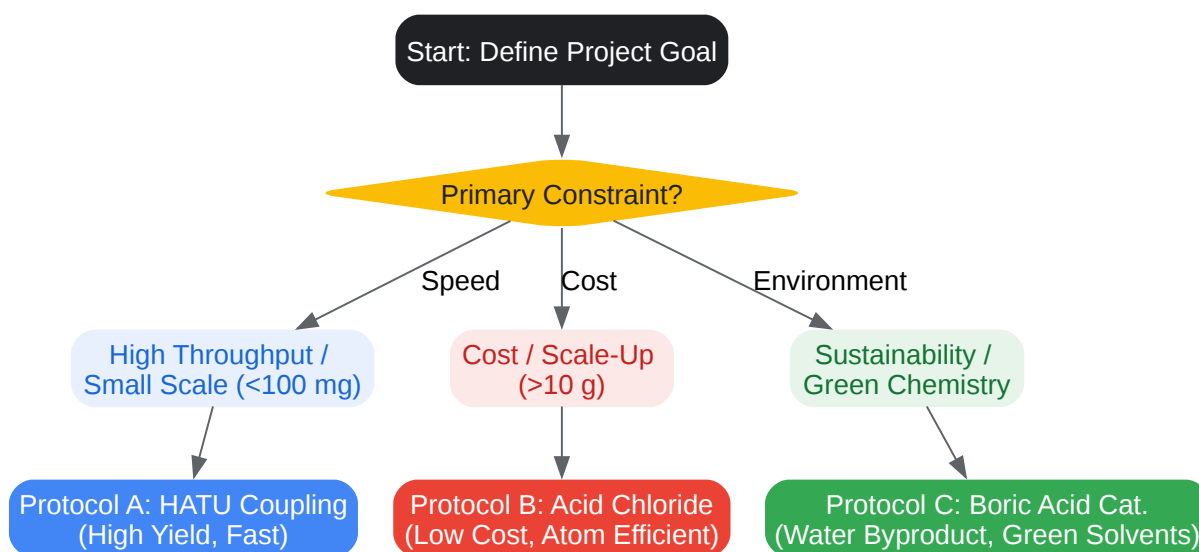 Start: Define Project Goal
Primary Constraint?
Speed
Cost
Environment
High Throughput /
Small Scale (<100 mg)
Cost / Scale-Up
(>10 g)
Sustainability /
Green Chemistry
Protocol A: HATU Coupling
(High Yield, Fast)
Protocol B: Acid Chloride
(Low Cost, Atom Efficient)
Protocol C: Boric Acid Cat.
(Water Byproduct, Green Solvents)